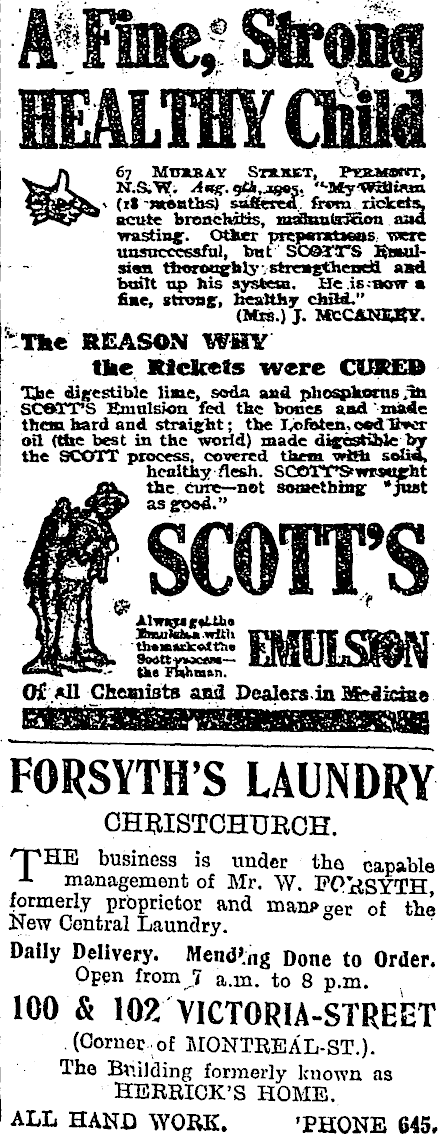 A Fine, Strong
HEALTHY Child
67 MURRAY STREET, PYRMONT,
N.S.W. Aug. 9th, 1905. "My William
(18 months) suffered from rickets,
acute bronchitis, malnutrition and
wasting. Other preparations were
unsuccessful, but SCOTT'S Emul-
sion thoroughly strengthened and
built up his system. He is now a
fine, strong, healthy child."
(Mrs.) J. McCANLEY.
The REASON WHY
the Rickets were CURED
The digestible lime, soda and phosphorus in
SCOTT'S Emulsion fed the bones and made
them hard and straight; the Lofoten cod liver
oil (the best in the world) made digestible by
the SCOTT process, covered them with solid,
healthy flesh. SCOTT'S wrought
the cure—not something "just
as good."
SCOTT'S
Always get the
Emulsion with
the mark of the
Scott process—
the Fishman.
EMULSION
Of all Chemists and Dealers in Medicine
FORSYTH'S LAUNDRY
CHRISTCHURCH.
THE business is under the capable
management of Mr. W. FORSYTH,
formerly proprietor and manager of the
New Central Laundry.
Daily Delivery. Mending Done to Order.
Open from 7 a.m. to 8 p.m.
100 & 102 VICTORIA-STREET
(Corner of MONTREAL-ST.).
The Building formerly known as
HERRICK'S HOME.
ALL HAND WORK. 'PHONE 645.